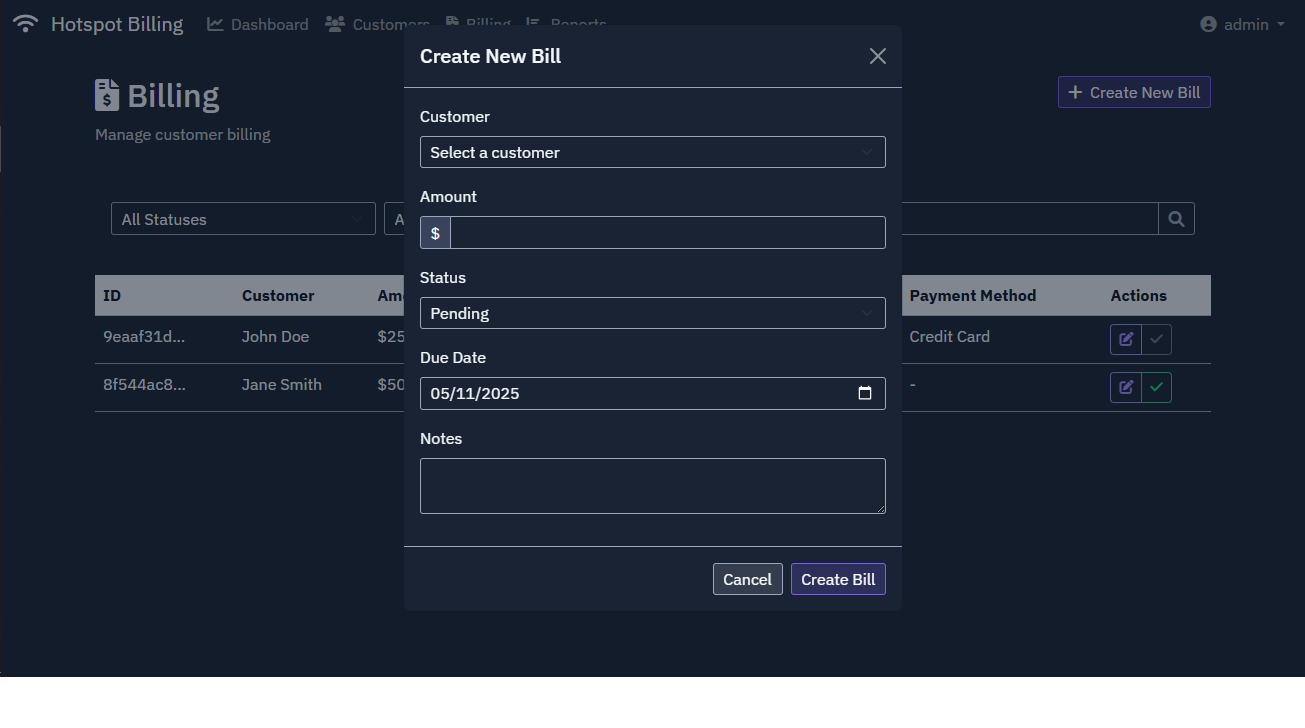 Hotspot Billing Dashboard Customers Billing Reports admin
Create New Bill
Billing
Create New Bill
Manage customer billing
Customer
Select a customer
Amount
All Statuses A
$
Status
ID Customer Am Payment Method Actions
Pending
9eaaf31d... John Doe $25 Credit Card
Due Date
8f544ac8... Jane Smith $50 -
05/11/2025
Notes
Cancel Create Bill